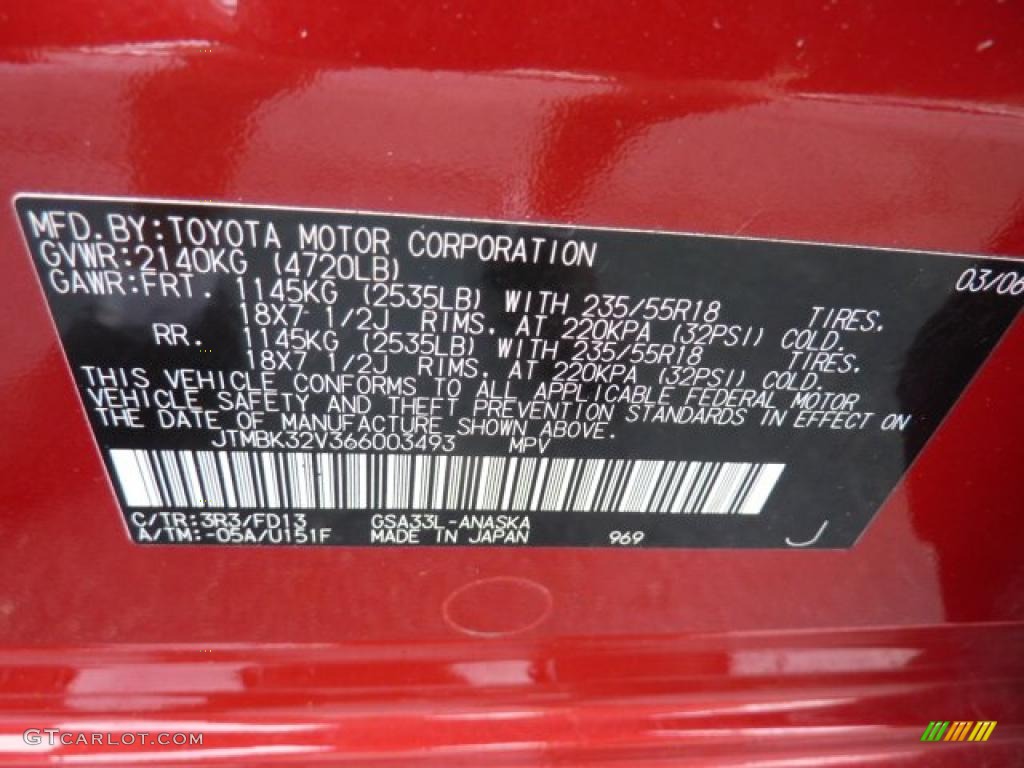 MFD. BY: TOYOTA MOTOR CORPORATION
GVWR: 2140KG (4720LB) 03/06
GAWR: FRT. 1145KG (2535LB) WITH 235/55R18 TIRES.
18X7 1/2J RIMS. AT 220KPA (32PSI) COLD.
RR. 1145KG (2535LB) WITH 235/55R18 TIRES.
18X7 1/2J RIMS. AT 220KPA (32PSI) COLD.
THIS VEHICLE CONFORMS TO ALL APPLICABLE FEDERAL MOTOR
VEHICLE SAFETY AND THEFT PREVENTION STANDARDS IN EFFECT ON
THE DATE OF MANUFACTURE SHOWN ABOVE.
JTMBK32V366003493 MPV
C/TR: 3R3/FD13 GSA33L-ANASKA
A/TM: -05A/U151F MADE IN JAPAN 969 J
GTCARLOT.COM